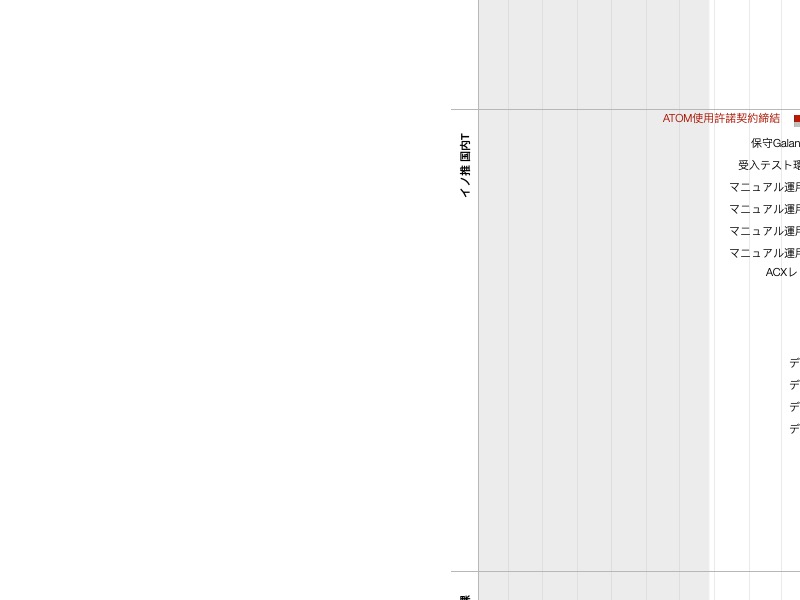 ATOM使用許諾契約締結
イノ推 国内T
保守Galan
受入テスト環
マニュアル運用
マニュアル運用
マニュアル運用
マニュアル運用
ACXレ
デ
デ
デ
デ